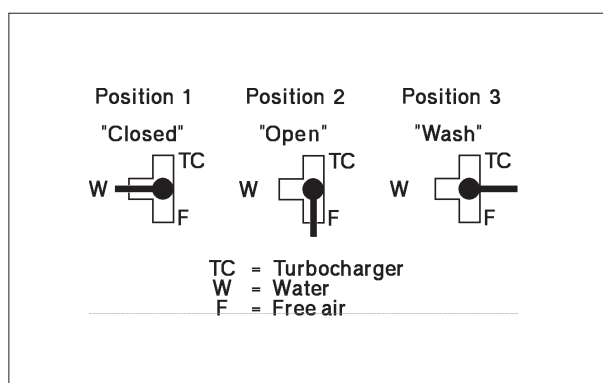 Position 1 Position 2 Position 3
"Closed" "Open" "Wash"
TC TC TC
W W W
F F F
TC = Turbocharger
W = Water
F = Free air